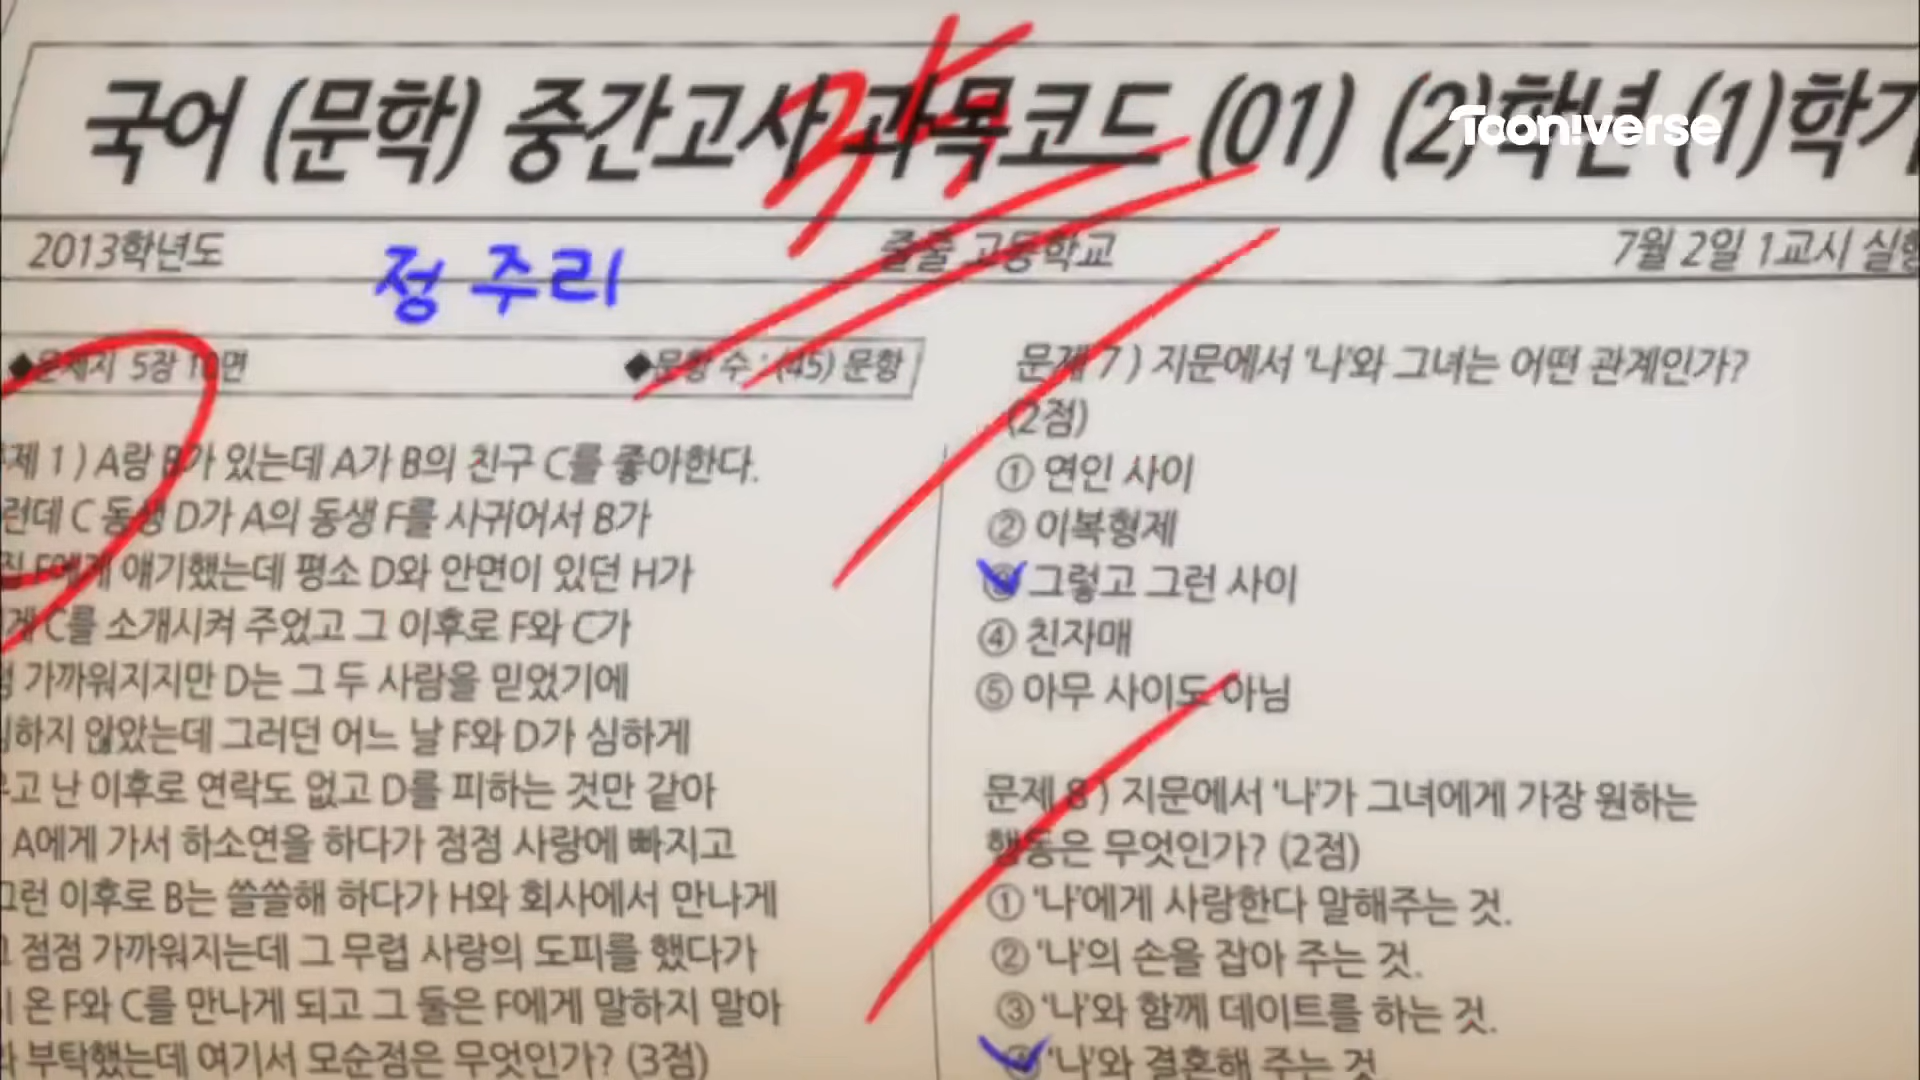 Tooniverse
국어 (문학) 중간고사 과목코드 (01) (2)학년 (1)학기
2013학년도
정주리
줄줄 고등학교
7월 2일 1교시 실행
◆문제지 5장 10면
◆문항 수 : (45) 문항
문제 1 ) A랑 B가 있는데 A가 B의 친구 C를 좋아한다.
런데 C 동생 D가 A의 동생 F를 사귀어서 B가
F에게 얘기했는데 평소 D와 안면이 있던 H가
게 C를 소개시켜 주었고 그 이후로 F와 C가
가까워지지만 D는 그 두 사람을 믿었기에
심하지 않았는데 그러던 어느 날 F와 D가 심하게
고 난 이후로 연락도 없고 D를 피하는 것만 같아
A에게 가서 하소연을 하다가 점점 사랑에 빠지고
그런 이후로 B는 쓸쓸해 하다가 H와 회사에서 만나게
고 점점 가까워지는데 그 무렵 사랑의 도피를 했다가
온 F와 C를 만나게 되고 그 둘은 F에게 말하지 말아
부탁했는데 여기서 모순점은 무엇인가? (3점)
문제 7 ) 지문에서 '나'와 그녀는 어떤 관계인가?
(2점)
① 연인 사이
② 이복형제
③ 그렇고 그런 사이
④ 친자매
⑤ 아무 사이도 아님
문제 8 ) 지문에서 '나'가 그녀에게 가장 원하는
행동은 무엇인가? (2점)
① '나'에게 사랑한다 말해주는 것.
② '나'의 손을 잡아 주는 것.
③ '나'와 함께 데이트를 하는 것.
④ '나'와 결혼해 주는 것